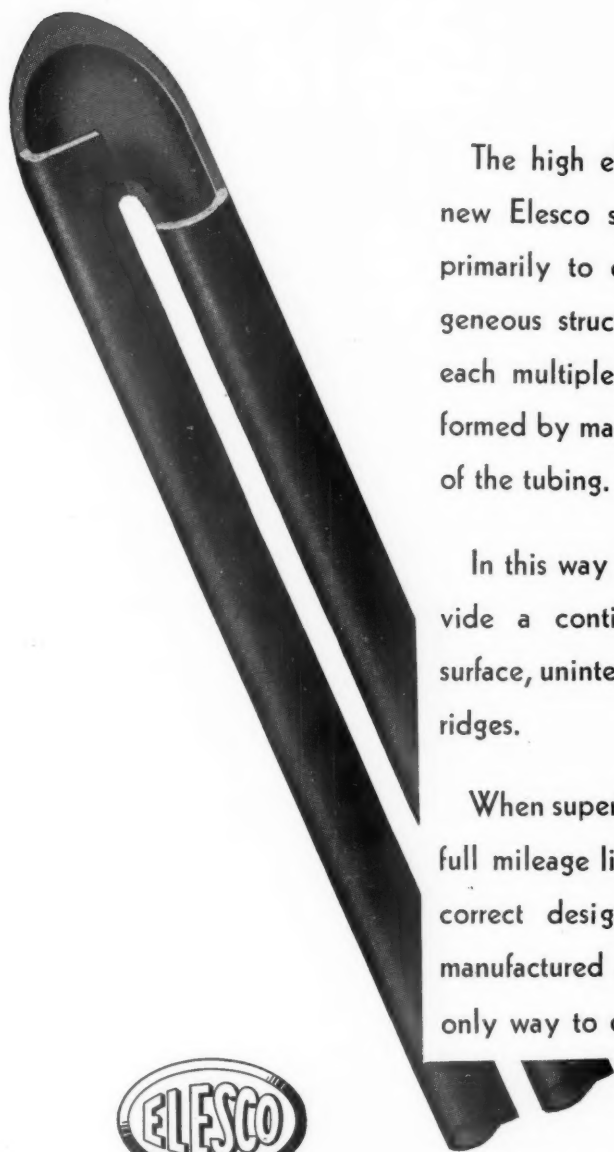 The high e
new Elesco s
primarily to
geneous struc
each multiple
formed by ma
of the tubing.
In this way
vide a conti
surface, uninte
ridges.
When super
full mileage li
correct desig
manufactured
only way to
ELESCO